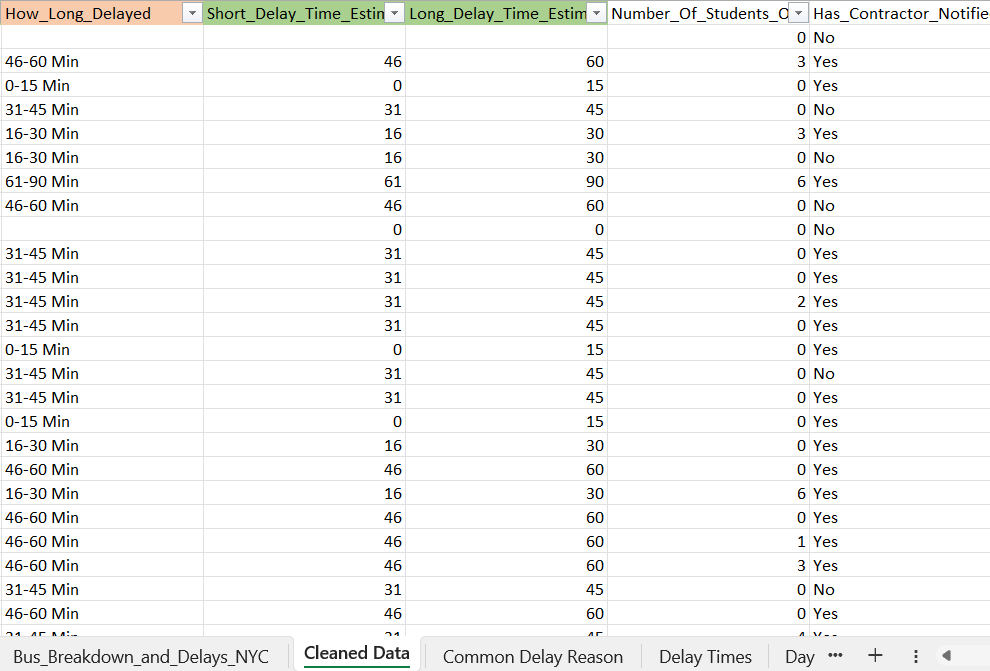 How_Long_Delayed Short_Delay_Time_Estin Long_Delay_Time_Estim Number_Of_Students_O Has_Contractor_Notifie
0 No
46-60 Min 46 60 3 Yes
0-15 Min 0 15 0 Yes
31-45 Min 31 45 0 No
16-30 Min 16 30 3 Yes
16-30 Min 16 30 0 No
61-90 Min 61 90 6 Yes
46-60 Min 46 60 0 No
0 0 0 No
31-45 Min 31 45 0 Yes
31-45 Min 31 45 0 Yes
31-45 Min 31 45 2 Yes
31-45 Min 31 45 0 Yes
0-15 Min 0 15 0 Yes
31-45 Min 31 45 0 No
31-45 Min 31 45 0 Yes
0-15 Min 0 15 0 Yes
16-30 Min 16 30 0 Yes
46-60 Min 46 60 0 Yes
16-30 Min 16 30 6 Yes
46-60 Min 46 60 0 Yes
46-60 Min 46 60 1 Yes
46-60 Min 46 60 3 Yes
31-45 Min 31 45 0 No
46-60 Min 46 60 0 Yes
31-45 Min 31 45 4 Yes
Bus_Breakdown_and_Delays_NYC Cleaned Data Common Delay Reason Delay Times Day